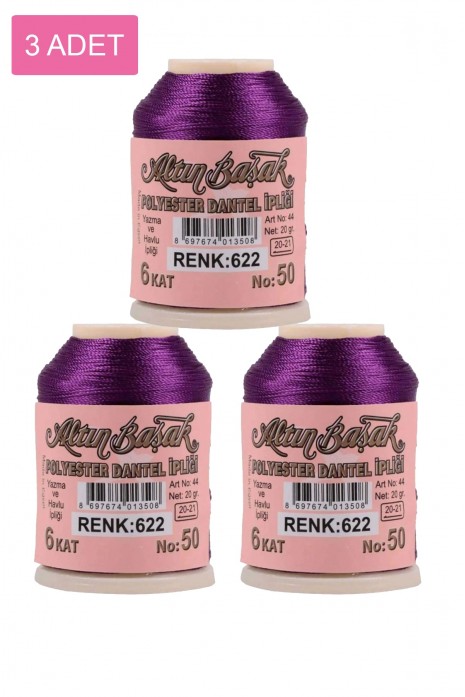 3 ADET
Altın Başak
POLYESTER DANTEL İPLİĞİ
Yazma
ve
Havlu
İpliği
Art No: 44
Net: 20 gr.
20-21
8 697674 013508
RENK:622
6 KAT
No: 50
Altın Başak
POLYESTER DANTEL İPLİĞİ
Yazma
ve
Havlu
İpliği
Art No: 44
Net: 20 gr.
20-21
8 697674 013508
RENK:622
6 KAT
No: 50
Altın Başak
POLYESTER DANTEL İPLİĞİ
Yazma
ve
Havlu
İpliği
Art No: 44
Net: 20 gr.
20-21
8 697674 013508
RENK:622
6 KAT
No: 50